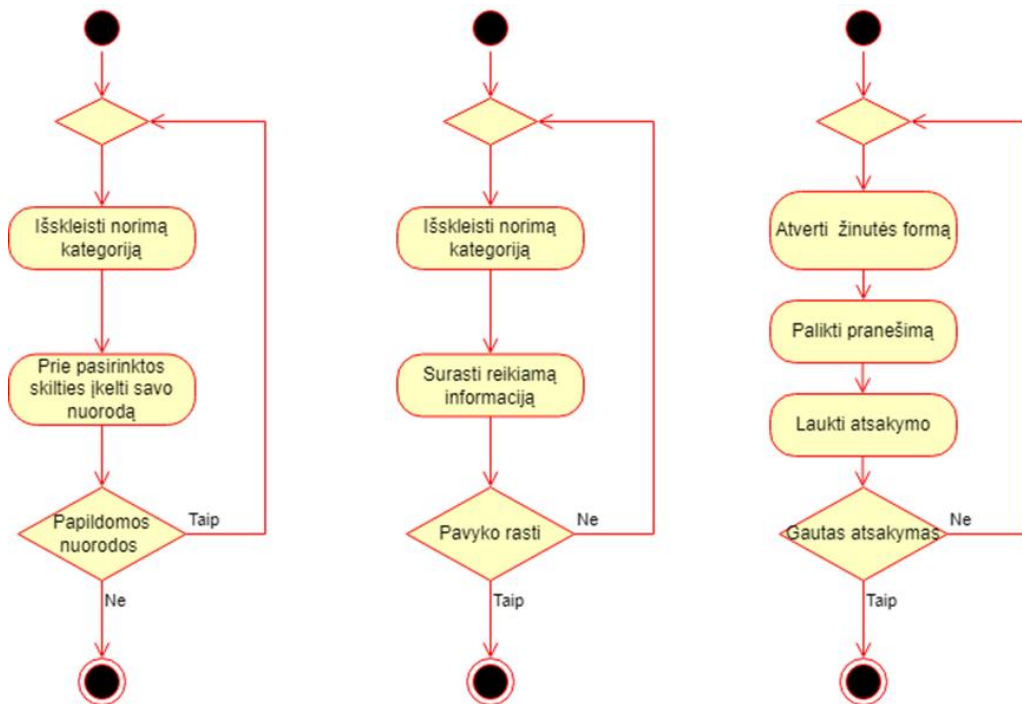 Išskleisti norimą
kategoriją
Prie pasirinktos
skilties įkelti savo
nuorodą
Papildomos
nuorodos
Taip
Ne
Išskleisti norimą
kategoriją
Surasti reikiamą
informaciją
Pavyko rasti
Ne
Taip
Atverti žinutės formą
Palikti pranešimą
Laukti atsakymo
Gautas atsakymas
Ne
Taip